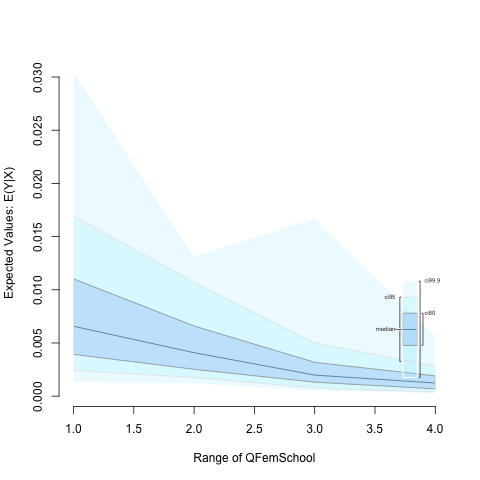 Expected Values: E(Y|X)
0.030
0.025
0.020
0.015
0.010
0.005
0.000
ci99.9
ci95
ci80
median
1.0 1.5 2.0 2.5 3.0 3.5 4.0
Range of QFemSchool